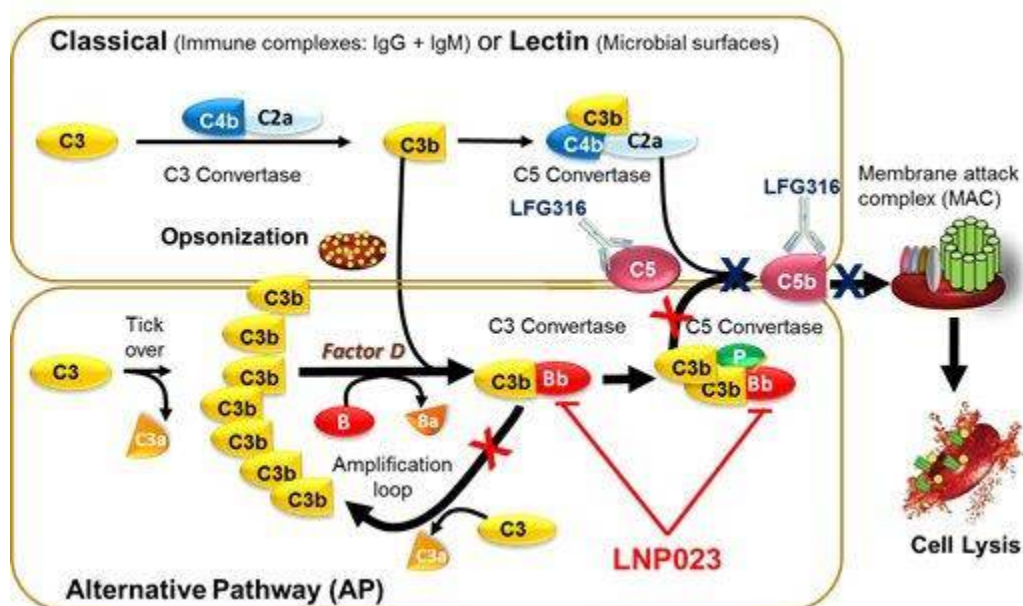 Classical (Immune complexes: IgG + IgM) or Lectin (Microbial surfaces)
C3
C4b
C2a
C3 Convertase
C3b
C3b
C4b
C2a
C5 Convertase
LFG316
LFG316
Membrane attack
complex (MAC)
Opsonization
C5
X
C5b
X
C3b
C3b
C3b
C3b
C3b
C3b
C3b
Tick
over
C3
C3a
Factor D
B
Ba
C3 Convertase
C3b
Bb
X
C5 Convertase
P
C3b
C3b
Bb
X
Amplification
loop
C3a
C3
LNP023
Cell Lysis
Alternative Pathway (AP)